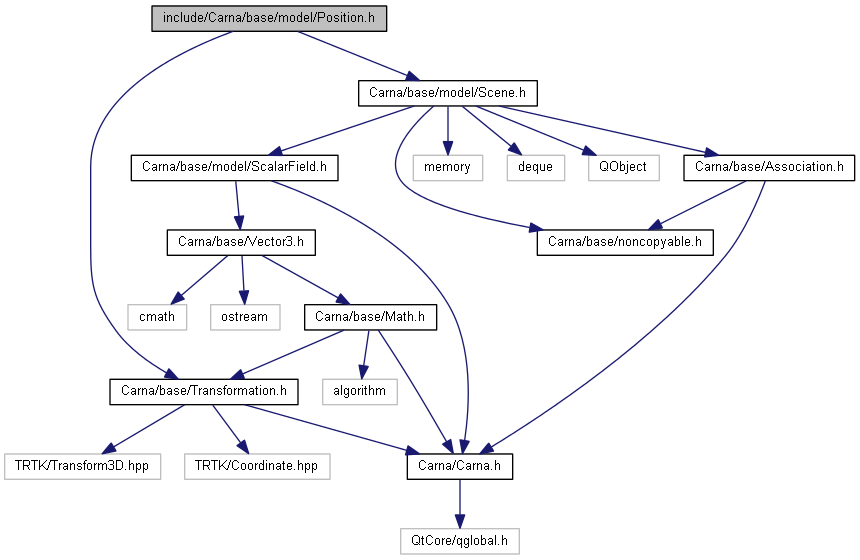 include/Carna/base/model/Position.h
Carna/base/model/Scene.h
Carna/base/model/ScalarField.h
memory
deque
QObject
Carna/base/Association.h
Carna/base/Vector3.h
Carna/base/noncopyable.h
cmath
ostream
Carna/base/Math.h
Carna/base/Transformation.h
algorithm
TRTK/Transform3D.hpp
TRTK/Coordinate.hpp
Carna/Carna.h
QtCore/qglobal.h